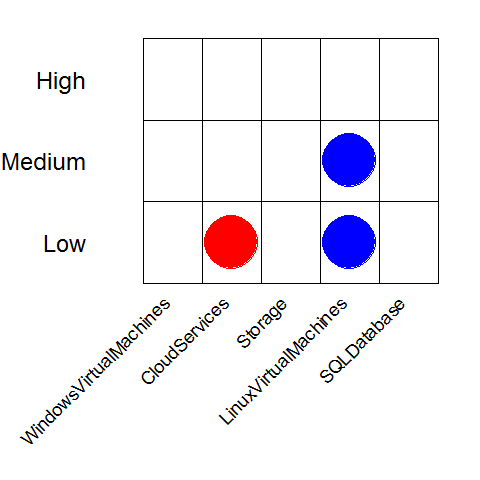 High
Medium
Low
WindowsVirtualMachines
CloudServices
Storage
LinuxVirtualMachines
SQLDatabase